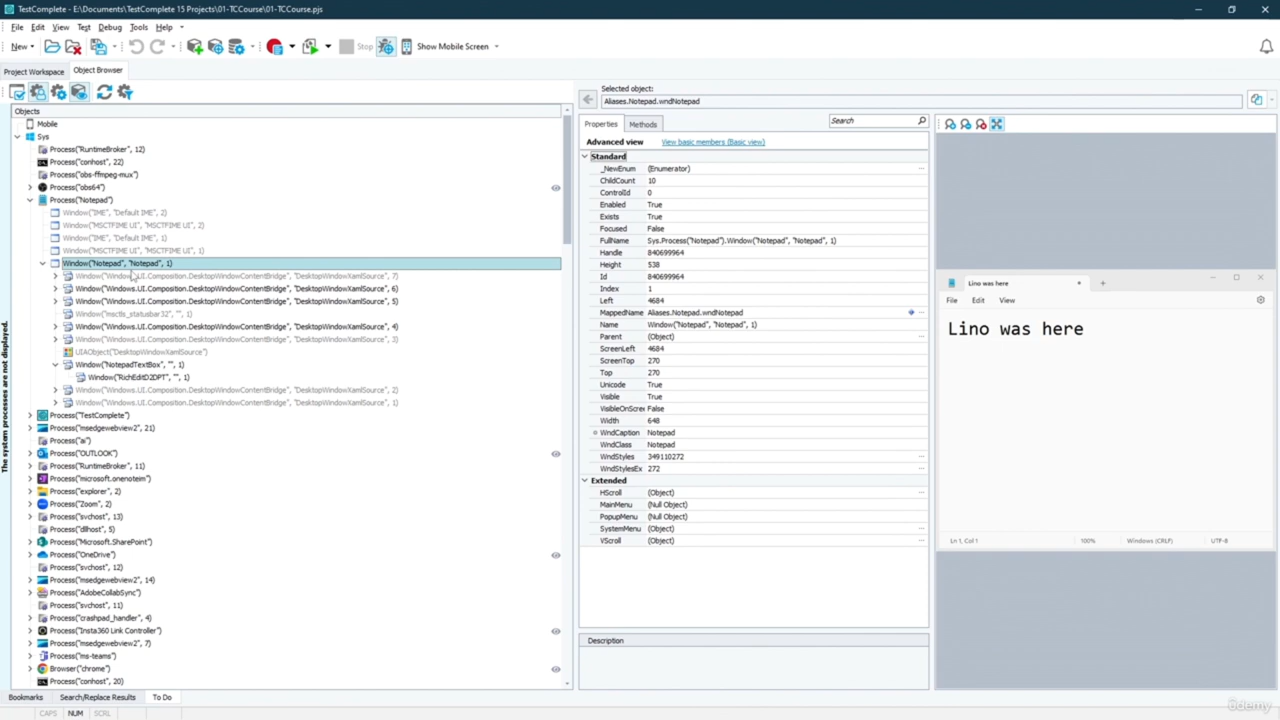 TestComplete - E:\Documents\TestComplete 15 Projects\01-TCCourse\01-TCCourse.pjs
File Edit View Test Debug Tools Help
New Stop Show Mobile Screen
Project Workspace Object Browser
Objects
Mobile
Sys
Process("RuntimeBroker", 12)
Process("conhost", 22)
Process("obs-ffmpeg-mux")
Process("obs64")
Process("Notepad")
Window("IME", "Default IME", 2)
Window("MSCTFIME UI", "MSCTFIME UI", 2)
Window("IME", "Default IME", 1)
Window("MSCTFIME UI", "MSCTFIME UI", 1)
Window("Notepad", "Notepad", 1)
Window("Windows.UI.Composition.DesktopWindowContentBridge", "DesktopWindowXamlSource", 7)
Window("Windows.UI.Composition.DesktopWindowContentBridge", "DesktopWindowXamlSource", 6)
Window("Windows.UI.Composition.DesktopWindowContentBridge", "DesktopWindowXamlSource", 5)
Window("msctls_statusbar32", "", 1)
Window("Windows.UI.Composition.DesktopWindowContentBridge", "DesktopWindowXamlSource", 4)
Window("Windows.UI.Composition.DesktopWindowContentBridge", "DesktopWindowXamlSource", 3)
UIAObject("DesktopWindowXamlSource")
Window("NotepadTextBox", "", 1)
Window("RichEditD2DPT", "", 1)
Window("Windows.UI.Composition.DesktopWindowContentBridge", "DesktopWindowXamlSource", 2)
Window("Windows.UI.Composition.DesktopWindowContentBridge", "DesktopWindowXamlSource", 1)
Process("TestComplete")
Process("msedgewebview2", 21)
Process("ai")
Process("OUTLOOK")
Process("RuntimeBroker", 11)
Process("microsoft.onenoteim")
Process("explorer", 2)
Process("Zoom", 2)
Process("svchost", 13)
Process("dllhost", 5)
Process("Microsoft.SharePoint")
Process("OneDrive")
Process("svchost", 12)
Process("msedgewebview2", 14)
Process("AdobeCollabSync")
Process("svchost", 11)
Process("crashpad_handler", 4)
Process("Insta360 Link Controller")
Process("msedgewebview2", 7)
Process("ms-teams")
Browser("chrome")
Process("conhost", 20)
The system processes are not displayed.
Bookmarks Search/Replace Results To Do
CAPS NUM SCRL
Selected object:
Aliases.Notepad.wndNotepad
Properties Methods Search
Advanced view View basic members (Basic view)
Standard
_NewEnum (Enumerator)
ChildCount 10
ControlId 0
Enabled True
Exists True
Focused False
FullName Sys.Process("Notepad").Window("Notepad", "Notepad", 1)
Handle 840699964
Height 538
Id 840699964
Index 1
Left 4684
MappedName Aliases.Notepad.wndNotepad
Name Window("Notepad", "Notepad", 1)
Parent (Object)
ScreenLeft 4684
ScreenTop 270
Top 270
Unicode True
Visible True
VisibleOnScree False
Width 648
WndCaption Notepad
WndClass Notepad
WndStyles 349110272
WndStylesEx 272
Extended
HScroll (Object)
MainMenu (Null Object)
PopupMenu (Null Object)
SystemMenu (Object)
VScroll (Object)
Description
Lino was here
File Edit View
Lino was here
Ln 1, Col 1 100% Windows (CRLF) UTF-8
ûdemy